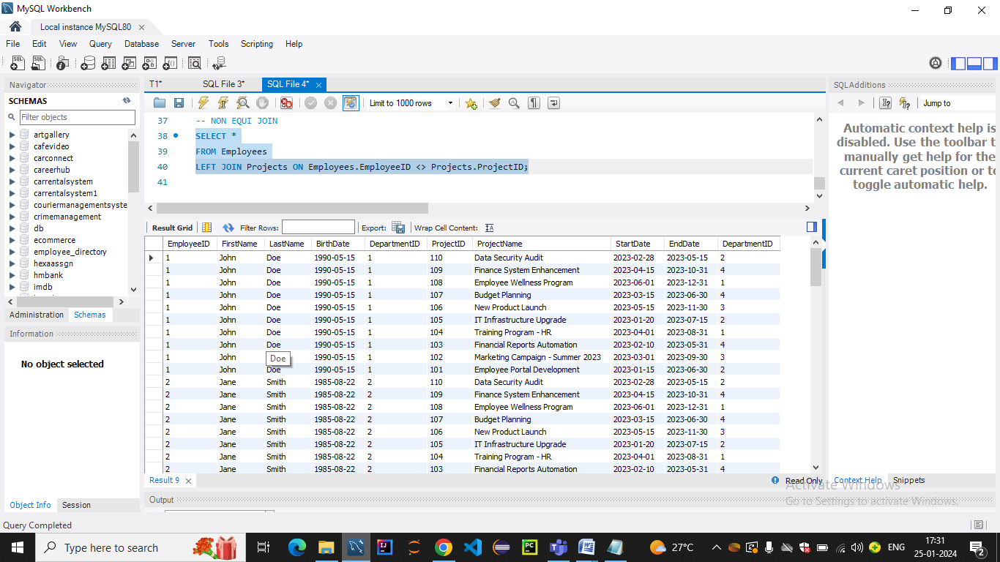 MySQL Workbench
Local instance MySQL80
File Edit View Query Database Server Tools Scripting Help
Navigator
SCHEMAS
Filter objects
artgallery
cafevideo
carconnect
careerhub
carrentalsystem
carrentalsystem1
couriermanagementsyste
crimemanagement
db
ecommerce
employee_directory
hexaassgn
hmbank
imdb
Administration Schemas
Information
No object selected
Object Info Session
T1* SQL File 3* SQL File 4*
Limit to 1000 rows
37 -- NON EQUI JOIN
38 SELECT *
39 FROM Employees
40 LEFT JOIN Projects ON Employees.EmployeeID <> Projects.ProjectID;
41
Result Grid Filter Rows: Export: Wrap Cell Content:
EmployeeID FirstName LastName BirthDate DepartmentID ProjectID ProjectName StartDate EndDate DepartmentID
1 John Doe 1990-05-15 1 110 Data Security Audit 2023-02-28 2023-05-15 2
1 John Doe 1990-05-15 1 109 Finance System Enhancement 2023-04-15 2023-10-31 4
1 John Doe 1990-05-15 1 108 Employee Wellness Program 2023-06-01 2023-12-31 1
1 John Doe 1990-05-15 1 107 Budget Planning 2023-03-15 2023-06-30 4
1 John Doe 1990-05-15 1 106 New Product Launch 2023-05-15 2023-11-30 3
1 John Doe 1990-05-15 1 105 IT Infrastructure Upgrade 2023-01-20 2023-07-15 2
1 John Doe 1990-05-15 1 104 Training Program - HR 2023-04-01 2023-08-31 1
1 John Doe 1990-05-15 1 103 Financial Reports Automation 2023-02-10 2023-05-31 4
1 John Doe 1990-05-15 1 102 Marketing Campaign - Summer 2023 2023-03-01 2023-09-30 3
1 John Doe 1990-05-15 1 101 Employee Portal Development 2023-01-15 2023-06-30 2
2 Jane Smith 1985-08-22 2 110 Data Security Audit 2023-02-28 2023-05-15 2
2 Jane Smith 1985-08-22 2 109 Finance System Enhancement 2023-04-15 2023-10-31 4
2 Jane Smith 1985-08-22 2 108 Employee Wellness Program 2023-06-01 2023-12-31 1
2 Jane Smith 1985-08-22 2 107 Budget Planning 2023-03-15 2023-06-30 4
2 Jane Smith 1985-08-22 2 106 New Product Launch 2023-05-15 2023-11-30 3
2 Jane Smith 1985-08-22 2 105 IT Infrastructure Upgrade 2023-01-20 2023-07-15 2
2 Jane Smith 1985-08-22 2 104 Training Program - HR 2023-04-01 2023-08-31 1
2 Jane Smith 1985-08-22 2 103 Financial Reports Automation 2023-02-10 2023-05-31 4
Result 9
Read Only
Output
SQLAdditions
Jump to
Automatic context help is
disabled. Use the toolbar t
manually get help for the
current caret position or to
toggle automatic help.
Context Help Snippets
Activate Windows
Go to Settings to activate Windows.
Query Completed
Type here to search
27°C
ENG
17:31
25-01-2024
2